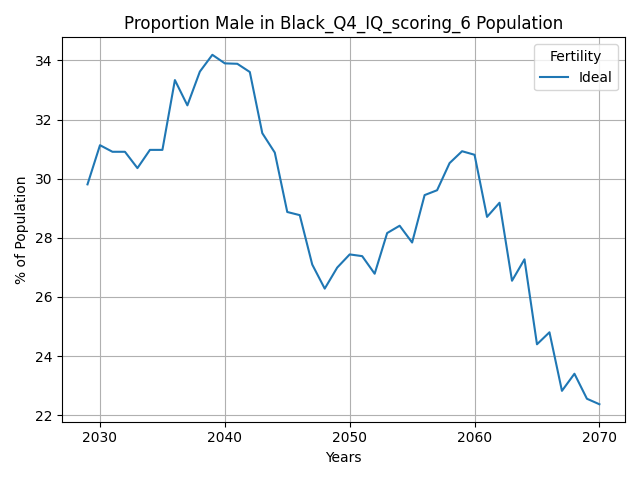 Proportion Male in Black_Q4_IQ_scoring_6 Population
Fertility
Ideal
% of Population
34
32
30
28
26
24
22
2030 2040 2050 2060 2070
Years